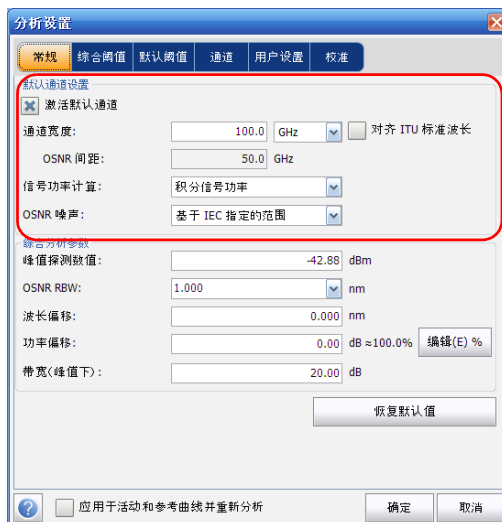 分析设置
常规 综合阈值 默认阈值 通道 用户设置 校准
默认通道设置
激活默认通道
通道宽度: 100.0 GHz 对齐 ITU 标准波长
OSNR 间距: 50.0 GHz
信号功率计算: 积分信号功率
OSNR 噪声: 基于 IEC 指定的范围
综合分析参数
峰值探测数值: -42.88 dBm
OSNR RBW: 1.000 nm
波长偏移: 0.000 nm
功率偏移: 0.00 dB ≈100.0% 编辑(E) %
带宽(峰值下): 20.00 dB
恢复默认值
? 应用于活动和参考曲线并重新分析 确定 取消